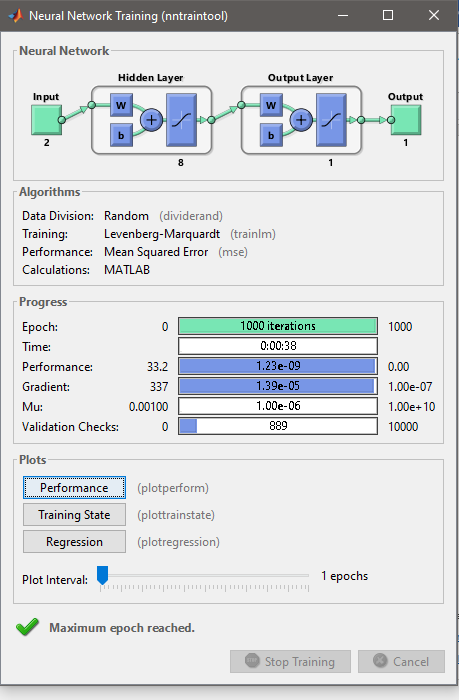 Neural Network Training (nntraintool)
Neural Network
Hidden Layer
Output Layer
Input
Output
W
b
+
W
b
+
2
8
1
1
Algorithms
Data Division: Random (dividerand)
Training: Levenberg-Marquardt (trainlm)
Performance: Mean Squared Error (mse)
Calculations: MATLAB
Progress
Epoch: 0 1000 iterations 1000
Time: 0:00:38
Performance: 33.2 1.23e-09 0.00
Gradient: 337 1.39e-05 1.00e-07
Mu: 0.00100 1.00e-06 1.00e+10
Validation Checks: 0 889 10000
Plots
Performance (plotperform)
Training State (plottrainstate)
Regression (plotregression)
Plot Interval: 1 epochs
Maximum epoch reached.
Stop Training Cancel